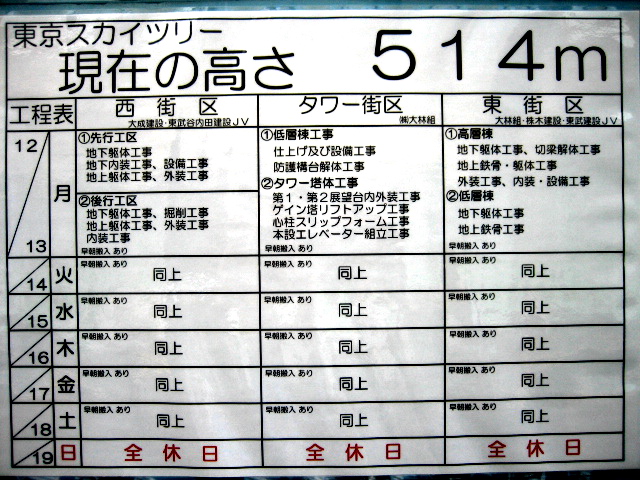 東京スカイツリー
現在の高さ ５１４ｍ
工程表 西街区 タワー街区 東街区
大成建設・東武谷内田建設JV ㈱大林組 大林組・株木建設・東武建設JV
12
13
月
①先行工区
地下躯体工事
地下内装工事、設備工事
地上躯体工事、外装工事
②後行工区
地下躯体工事、掘削工事
地上躯体工事、外装工事
内装工事
早朝搬入 あり
①低層棟工事
仕上げ及び設備工事
防護構台解体工事
②タワー塔体工事
第１・第２展望台内外装工事
ゲイン塔リフトアップ工事
心柱スリップフォーム工事
本設エレベーター組立工事
早朝搬入 あり
①高層棟
地下躯体工事、切梁解体工事
地上鉄骨・躯体工事
外装工事、内装・設備工事
②低層棟
地下躯体工事
地上鉄骨工事
早朝搬入 あり
14 火 早朝搬入 あり 同上 早朝搬入 あり 同上 早朝搬入 あり 同上
15 水 早朝搬入 あり 同上 早朝搬入 あり 同上 早朝搬入 あり 同上
16 木 早朝搬入 あり 同上 早朝搬入 あり 同上 早朝搬入 あり 同上
17 金 早朝搬入 あり 同上 早朝搬入 あり 同上 早朝搬入 あり 同上
18 土 早朝搬入 あり 同上 早朝搬入 あり 同上 早朝搬入 あり 同上
19 日 全休日 全休日 全休日